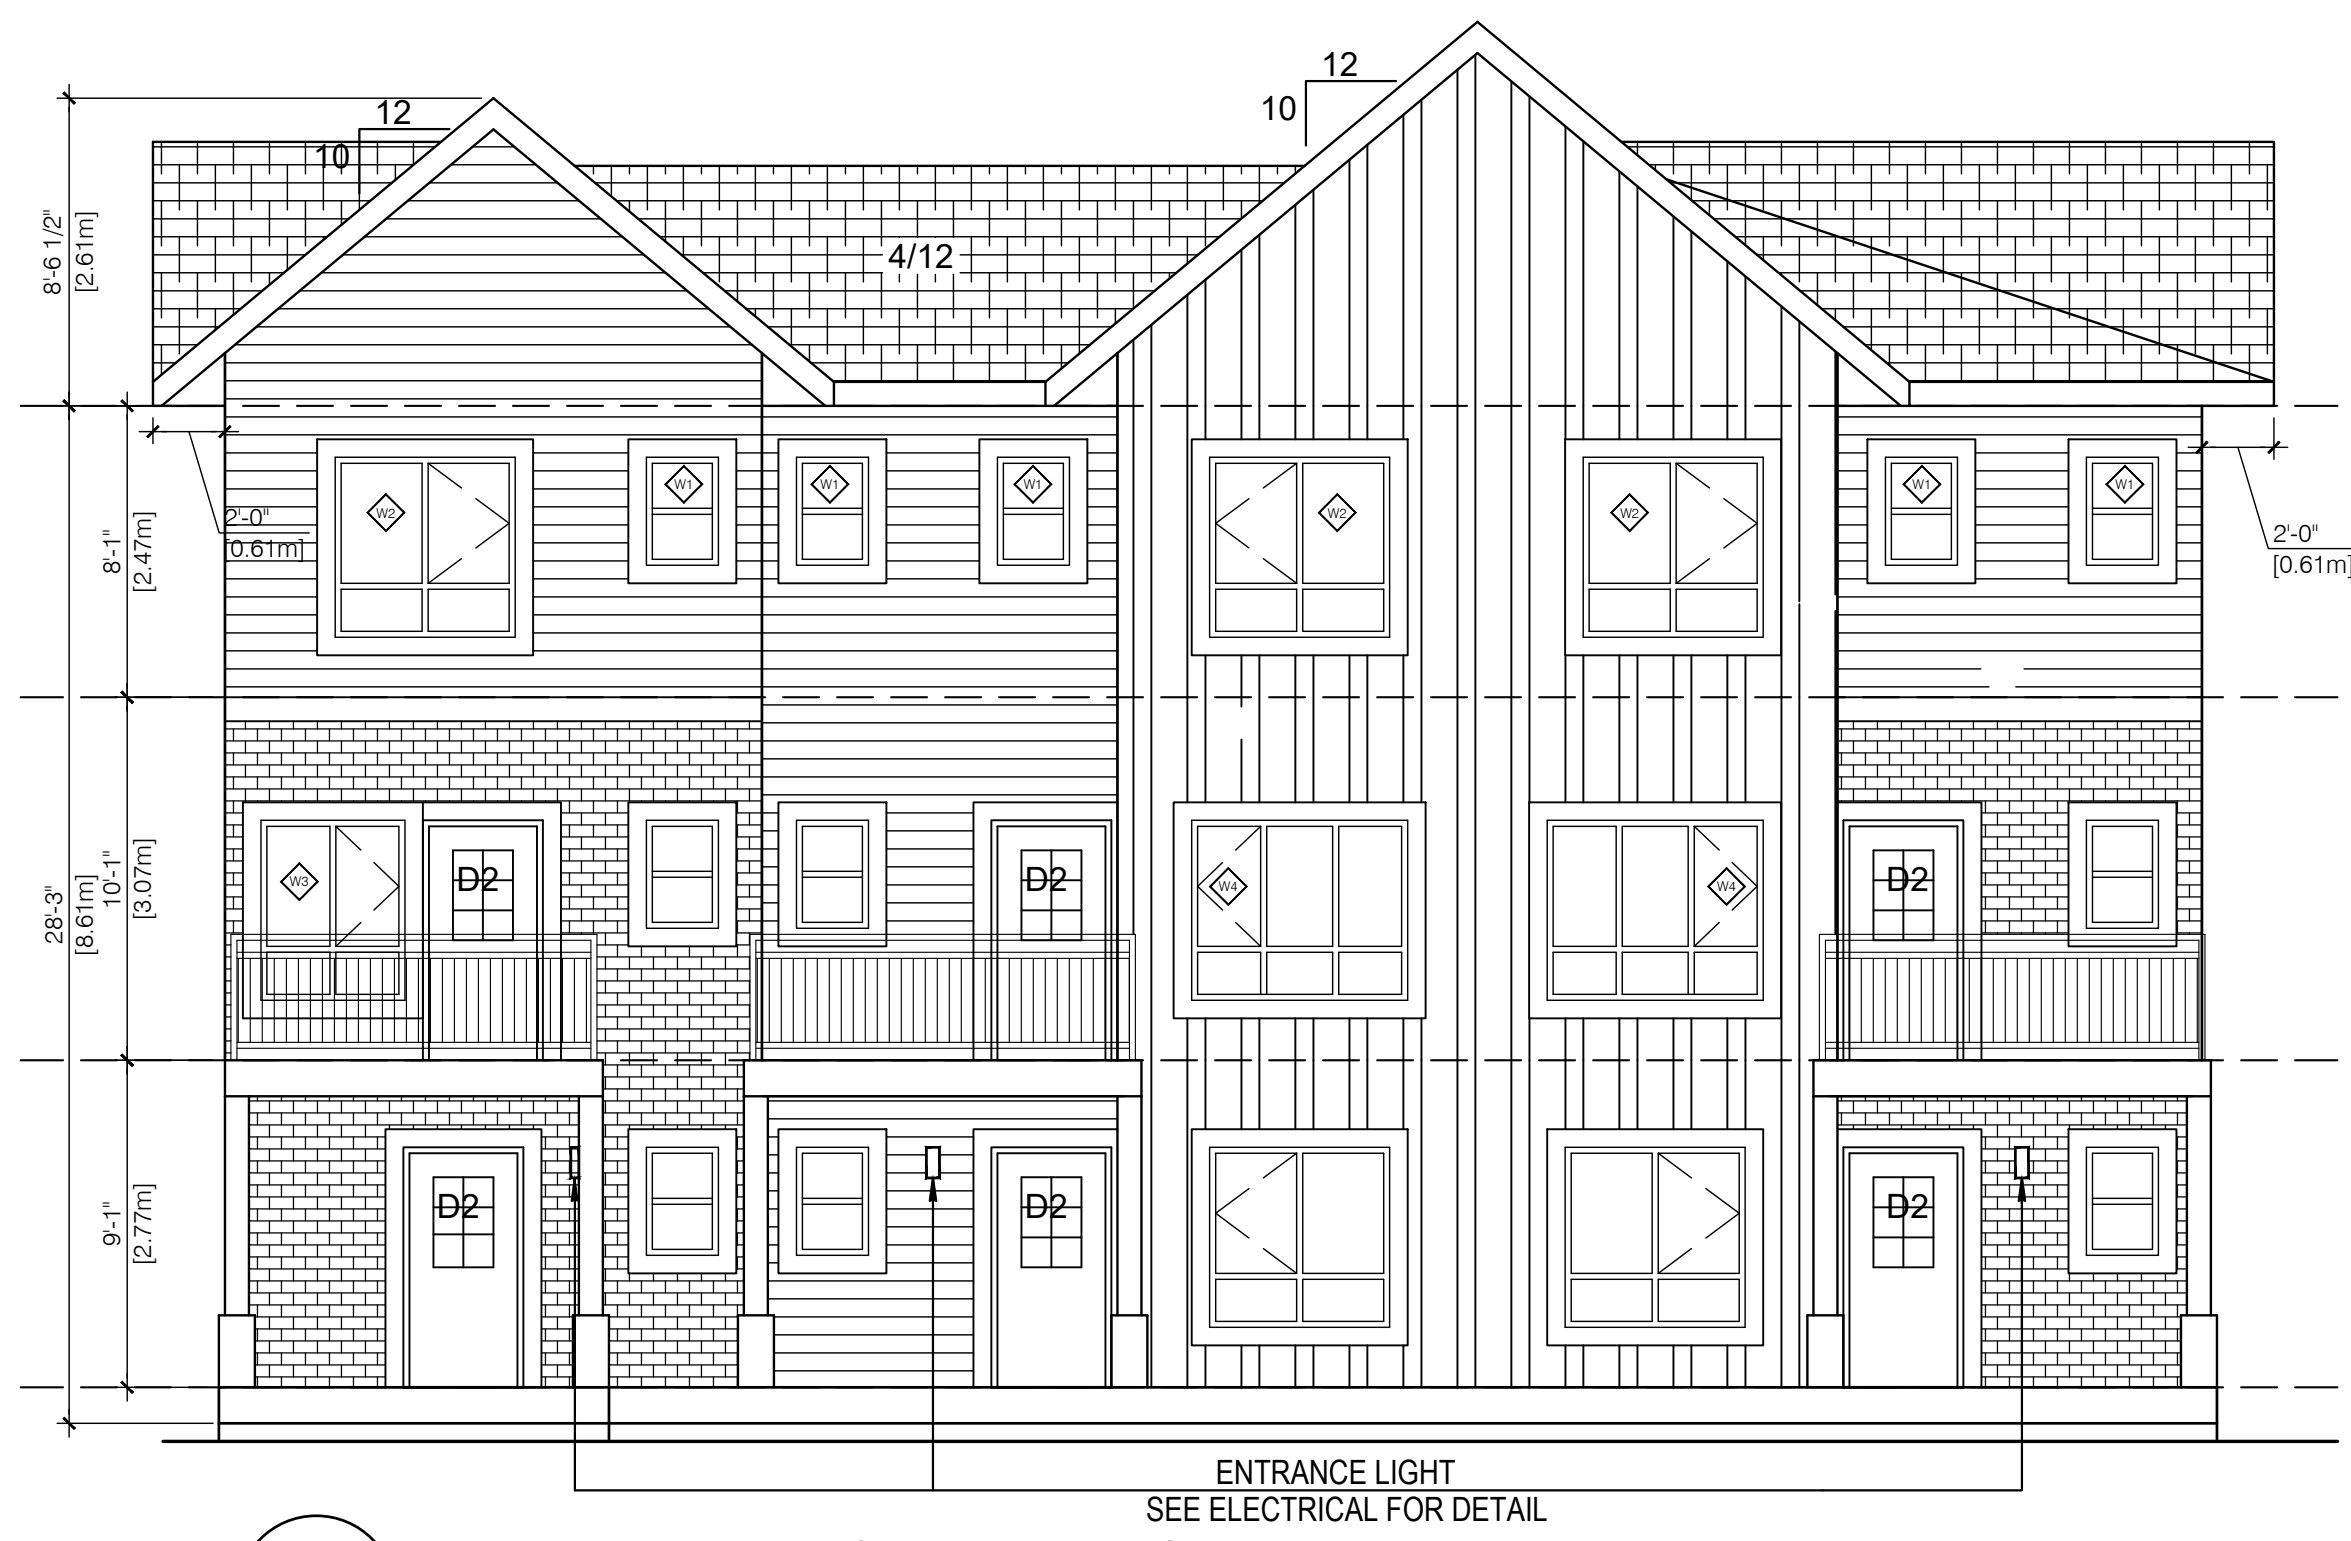 12
10
12
10
4/12
8'-6 1/2"
[2.61m]
2'-0"
[0.61m]
2'-0"
[0.61m]
8'-1"
[2.47m]
W2
W1
W1
W1
W2
W2
W1
W1
28'-3"
[8.61m]
10'-1"
[3.07m]
W3
D2
D2
W4
W4
D2
9'-1"
[2.77m]
D2
D2
D2
ENTRANCE LIGHT
SEE ELECTRICAL FOR DETAIL